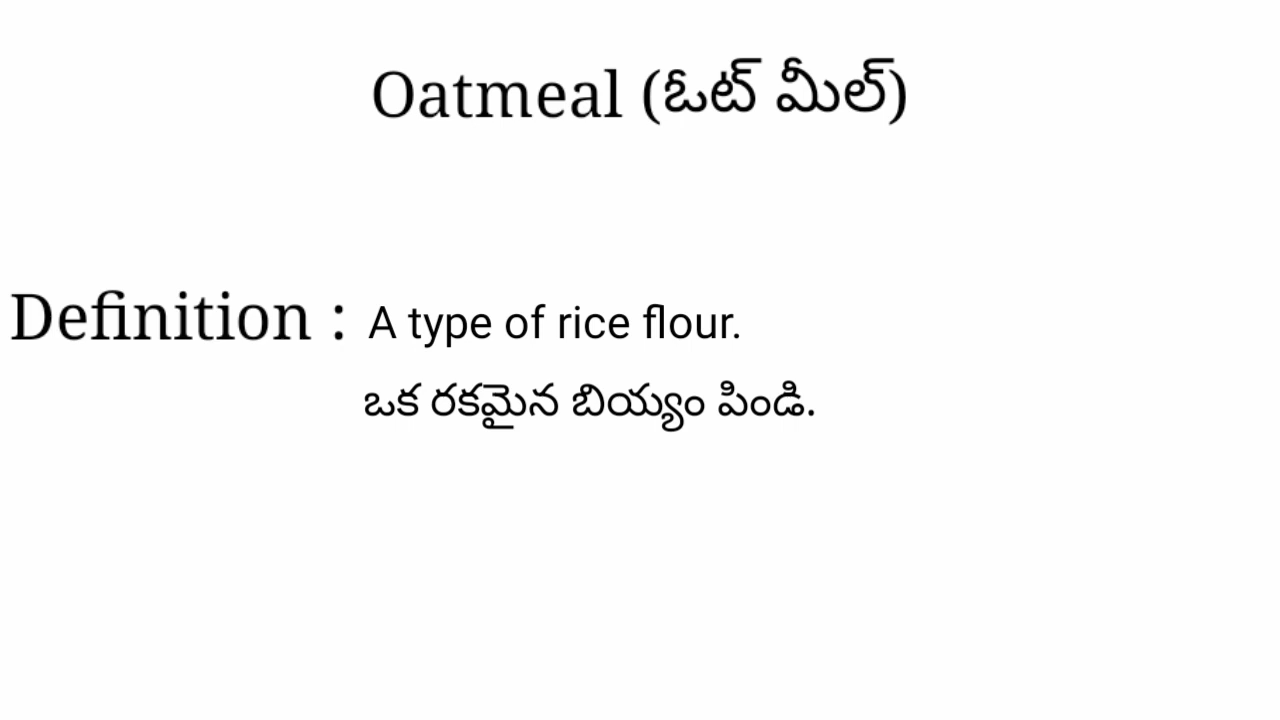 Oatmeal (ఓట్ మీల్)
Definition : A type of rice flour.
ఒక రకమైన బియ్యం పిండి.